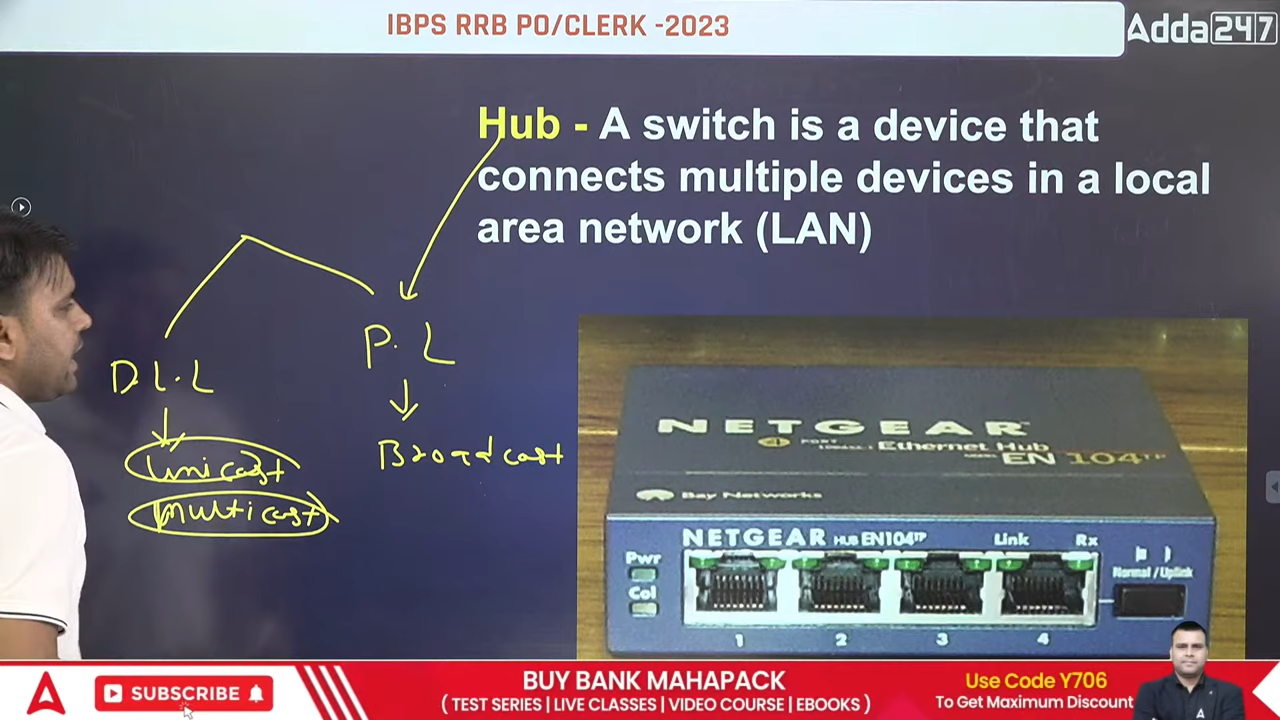 IBPS RRB PO/CLERK -2023
Adda247
Hub - A switch is a device that
connects multiple devices in a local
area network (LAN)
P. L
D. L. L
Broadcast
Unicast
Multicast
NETGEAR
4 PORT
Ethernet Hub
EN 104TP
Bay Networks
NETGEAR HUB EN104TP
Link Rx
Pwr
Col
Normal / Uplink
1 2 3 4
SUBSCRIBE
BUY BANK MAHAPACK
( TEST SERIES | LIVE CLASSES | VIDEO COURSE | EBOOKS )
Use Code Y706
To Get Maximum Discount